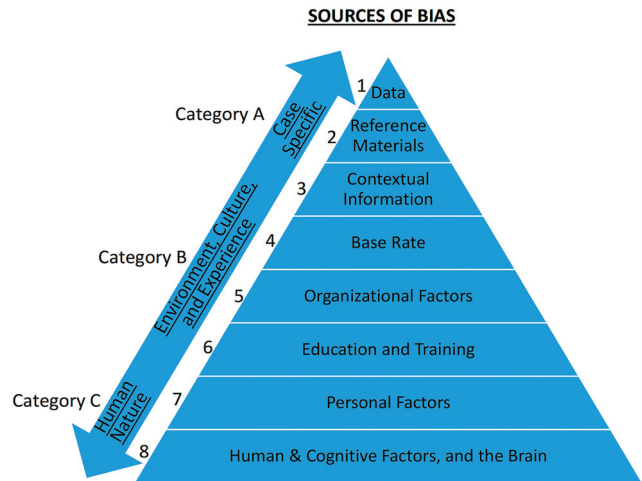 SOURCES OF BIAS
Category A
Category B
Category C
Case
Specific
Environment, Culture,
and Experience
Human
Nature
1
Data
2
Reference
Materials
3
Contextual
Information
4
Base Rate
5
Organizational Factors
6
Education and Training
7
Personal Factors
8
Human & Cognitive Factors, and the Brain